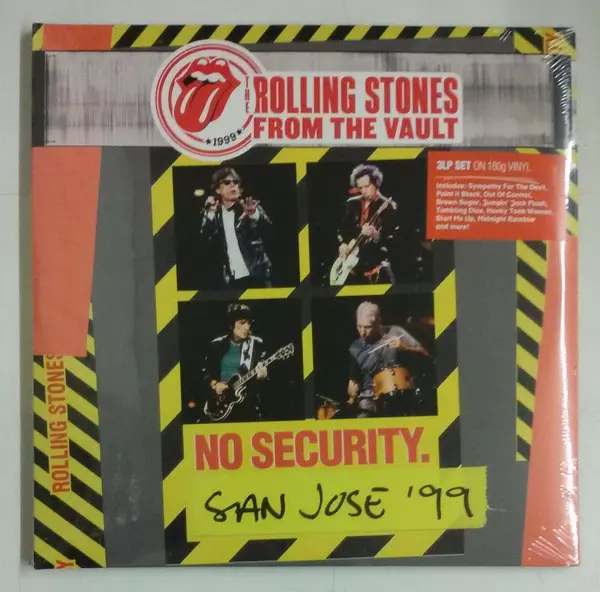 THE
ROLLING STONES
FROM THE VAULT
★1999★
3LP SET ON 180g VINYL
Includes: Sympathy For The Devil,
Paint It Black, Out Of Control,
Brown Sugar, Jumpin' Jack Flash,
Tumbling Dice, Honky Tonk Women,
Start Me Up, Midnight Rambler
and more!
ROLLING STONES
NO SECURITY.
SAN JOSE '99
Y